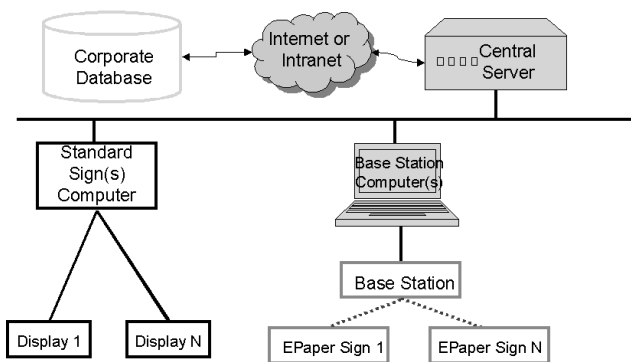 Corporate
Database
Internet or
Intranet
Central
Server
Standard
Sign(s)
Computer
Base Station
Computer(s)
Base Station
Display 1
Display N
EPaper Sign 1
EPaper Sign N